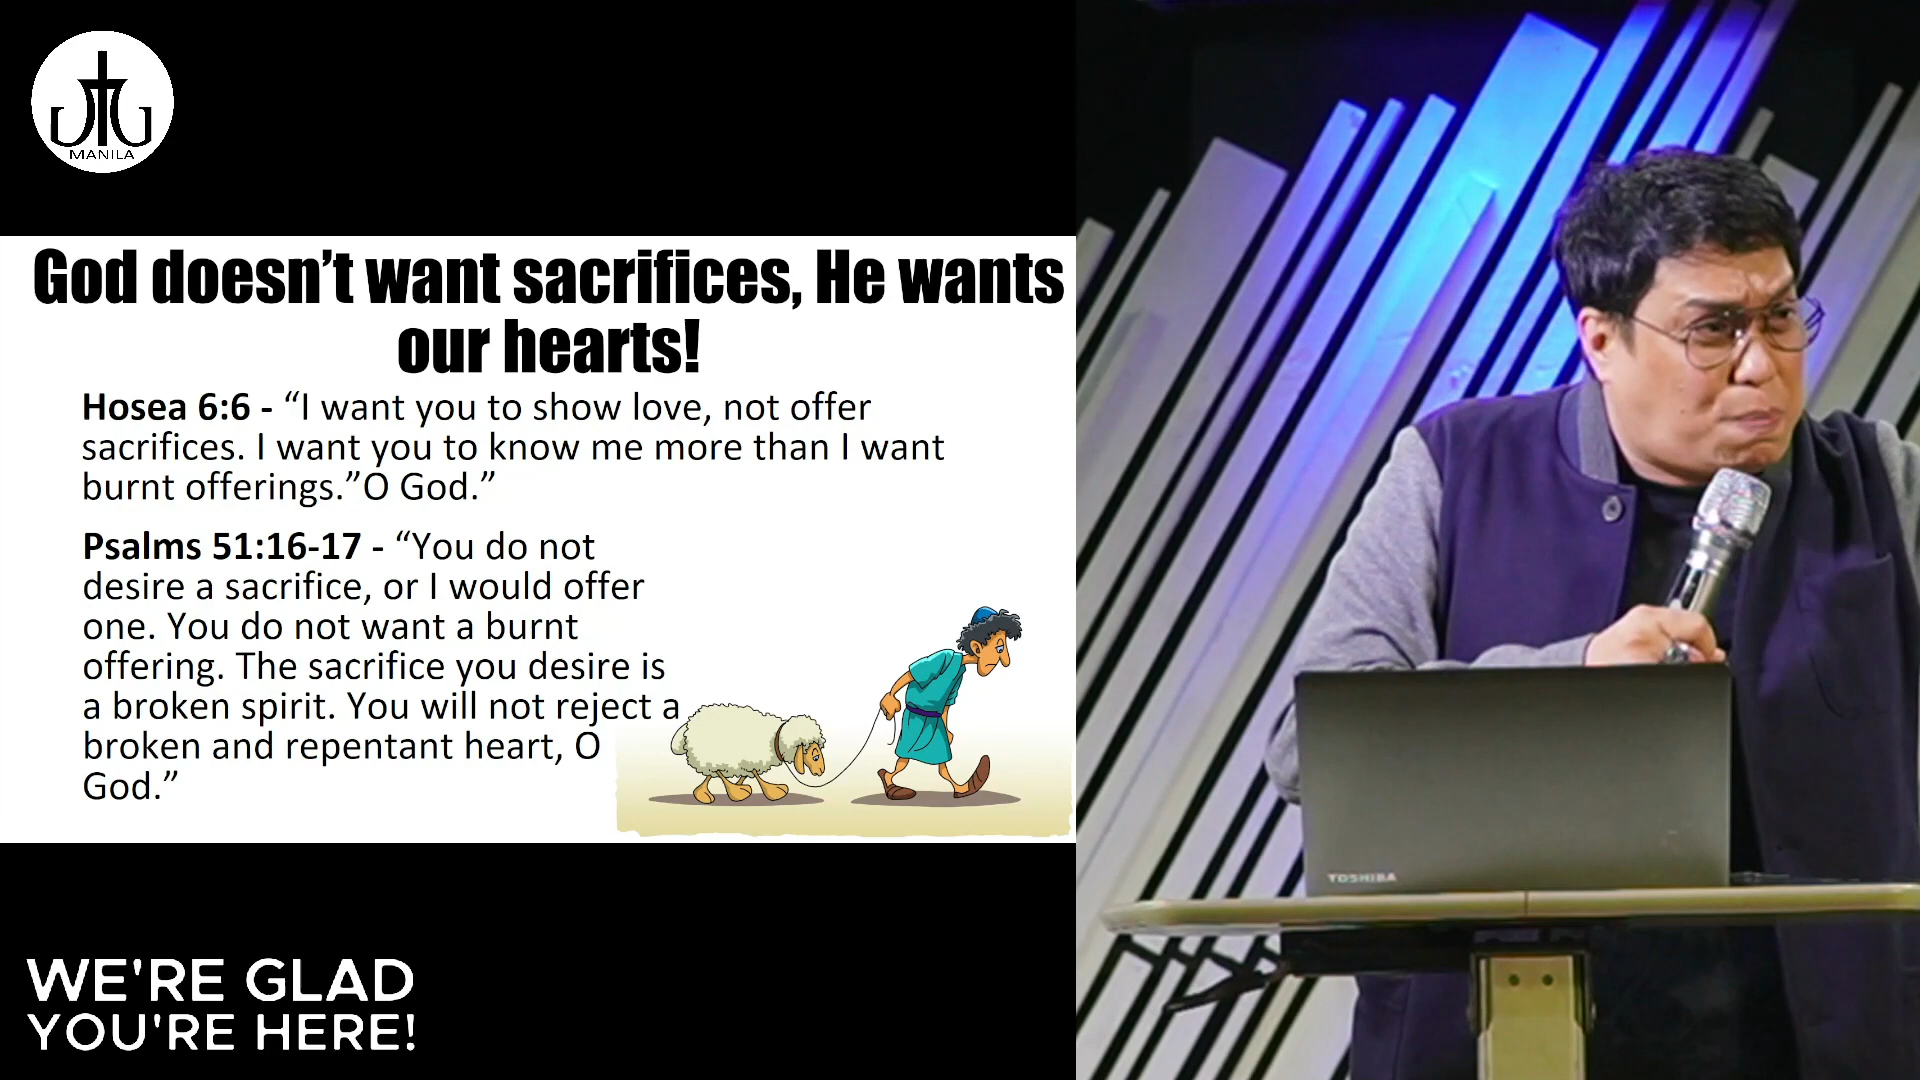 JTG
MANILA
God doesn't want sacrifices, He wants
our hearts!
Hosea 6:6 - “I want you to show love, not offer
sacrifices. I want you to know me more than I want
burnt offerings.”O God.”
Psalms 51:16-17 - “You do not
desire a sacrifice, or I would offer
one. You do not want a burnt
offering. The sacrifice you desire is
a broken spirit. You will not reject a
broken and repentant heart, O
God.”
TOSHIBA
WE'RE GLAD
YOU'RE HERE!